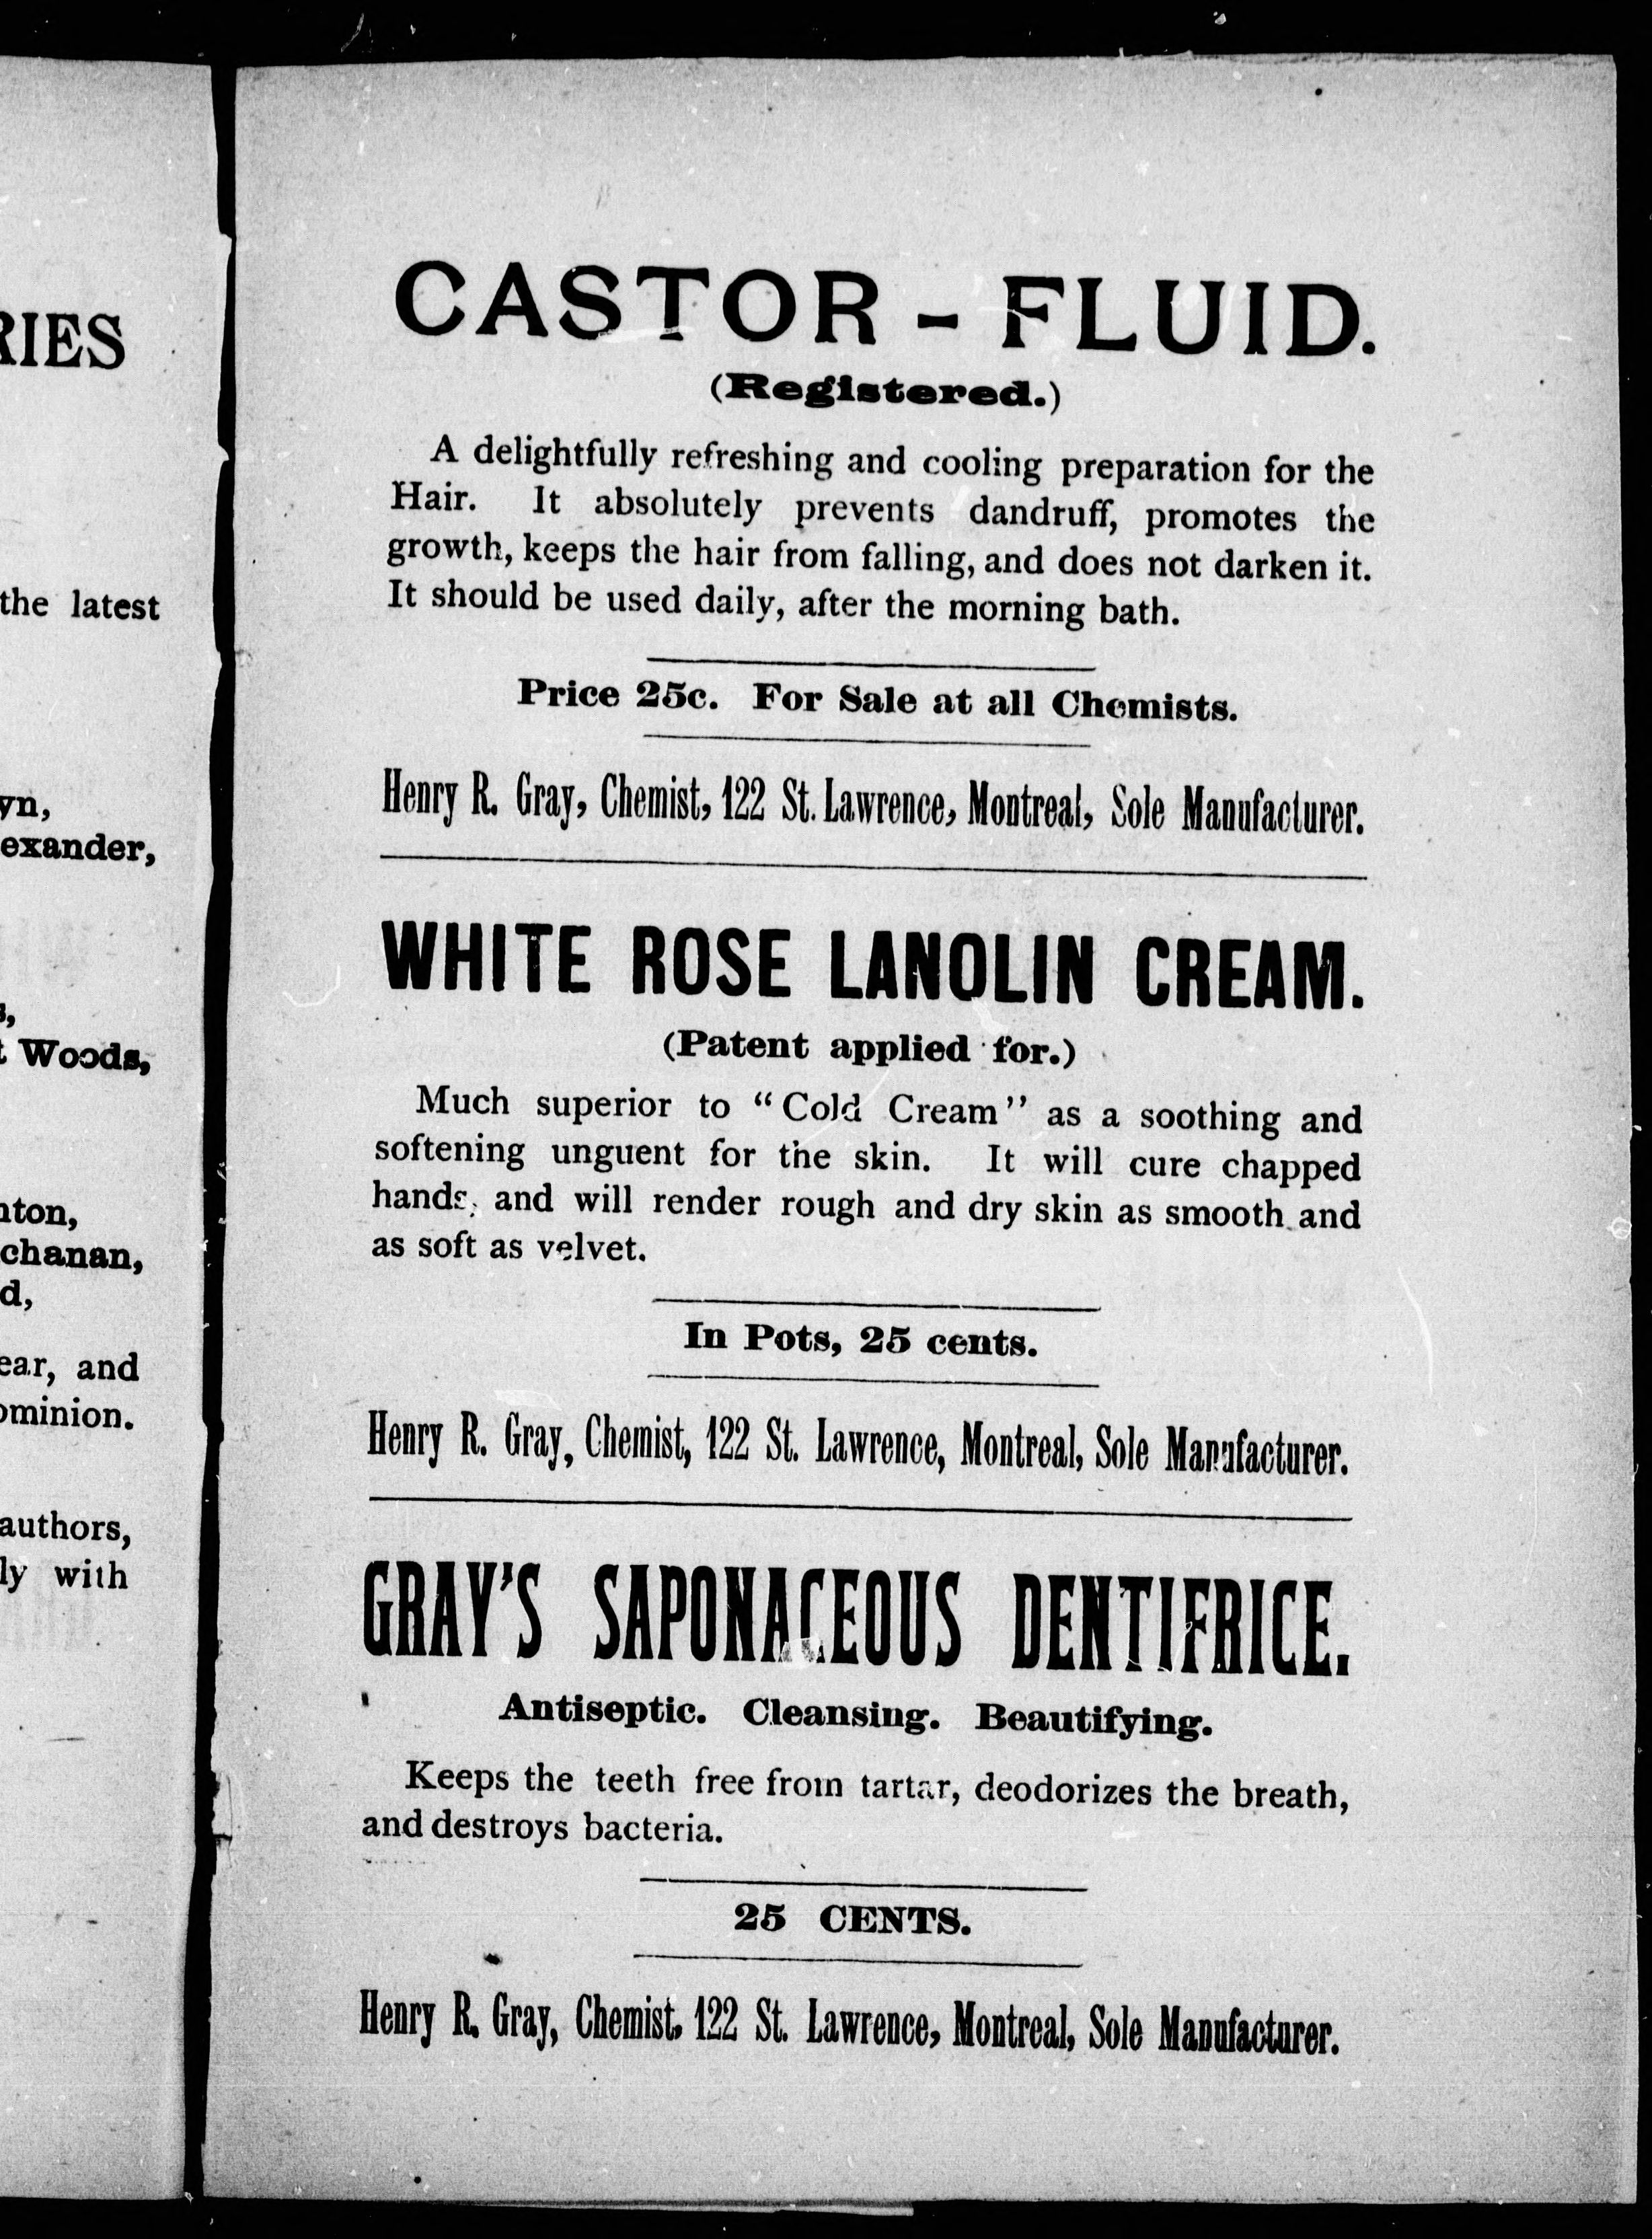 RIES
the latest
yn,
exander,
s,
t Woods,
nton,
chanan,
d,
ear, and
ominion.
authors,
ly with
CASTOR - FLUID.
(Registered.)
A delightfully refreshing and cooling preparation for the
Hair. It absolutely prevents dandruff, promotes the
growth, keeps the hair from falling, and does not darken it.
It should be used daily, after the morning bath.
Price 25c. For Sale at all Chemists.
Henry R. Gray, Chemist, 122 St. Lawrence, Montreal, Sole Manufacturer.
WHITE ROSE LANOLIN CREAM.
(Patent applied for.)
Much superior to "Cold Cream" as a soothing and
softening unguent for the skin. It will cure chapped
hands, and will render rough and dry skin as smooth and
as soft as velvet.
In Pots, 25 cents.
Henry R. Gray, Chemist, 122 St. Lawrence, Montreal, Sole Manufacturer.
GRAY'S SAPONACEOUS DENTIFRICE.
Antiseptic. Cleansing. Beautifying.
Keeps the teeth free from tartar, deodorizes the breath,
and destroys bacteria.
25 CENTS.
Henry R. Gray, Chemist, 122 St. Lawrence, Montreal, Sole Manufacturer.